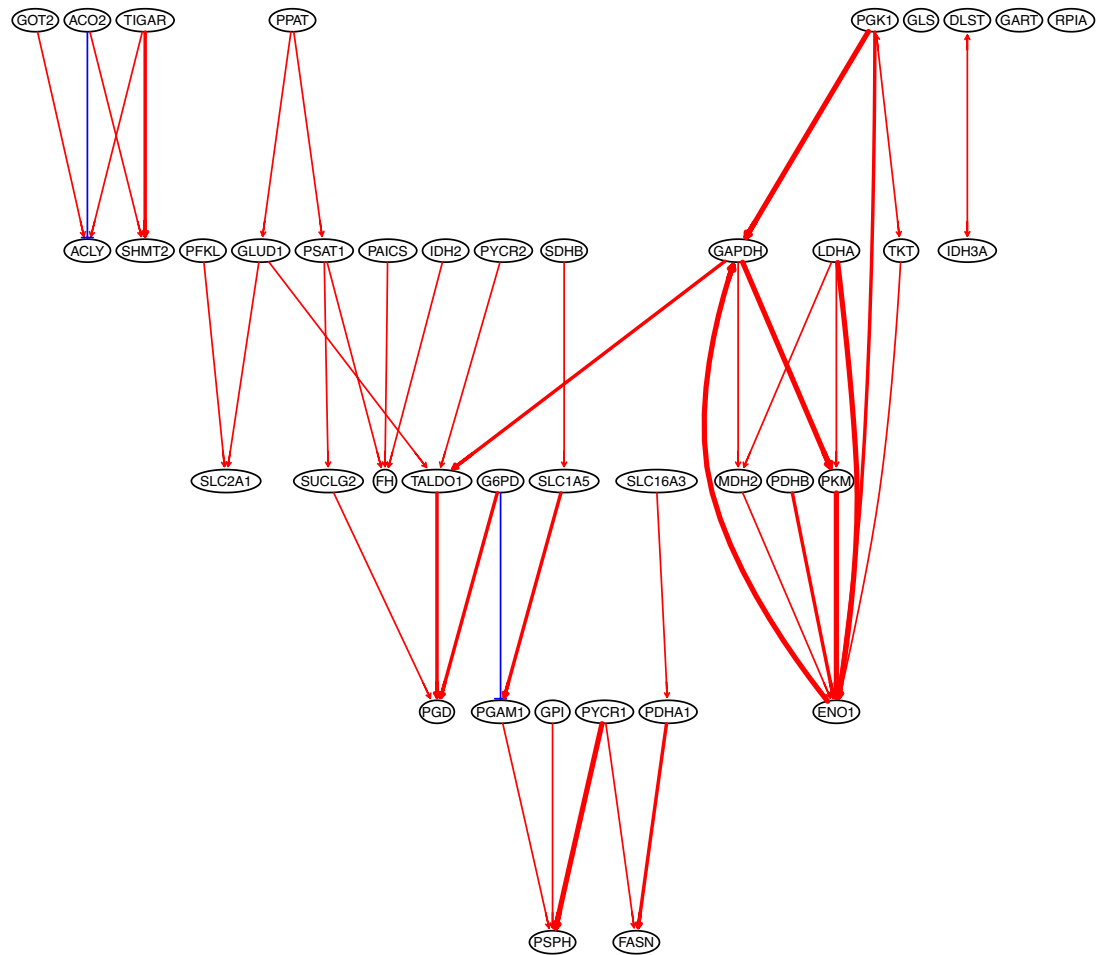 GOT2 ACO2 TIGAR PPAT PGK1 GLS DLST GART RPIA
ACLY SHMT2 PFKL GLUD1 PSAT1 PAICS IDH2 PYCR2 SDHB GAPDH LDHA TKT IDH3A
SLC2A1 SUCLG2 FH TALDO1 G6PD SLC1A5 SLC16A3 MDH2 PDHB PKM
PGD PGAM1 GPI PYCR1 PDHA1 ENO1
PSPH FASN